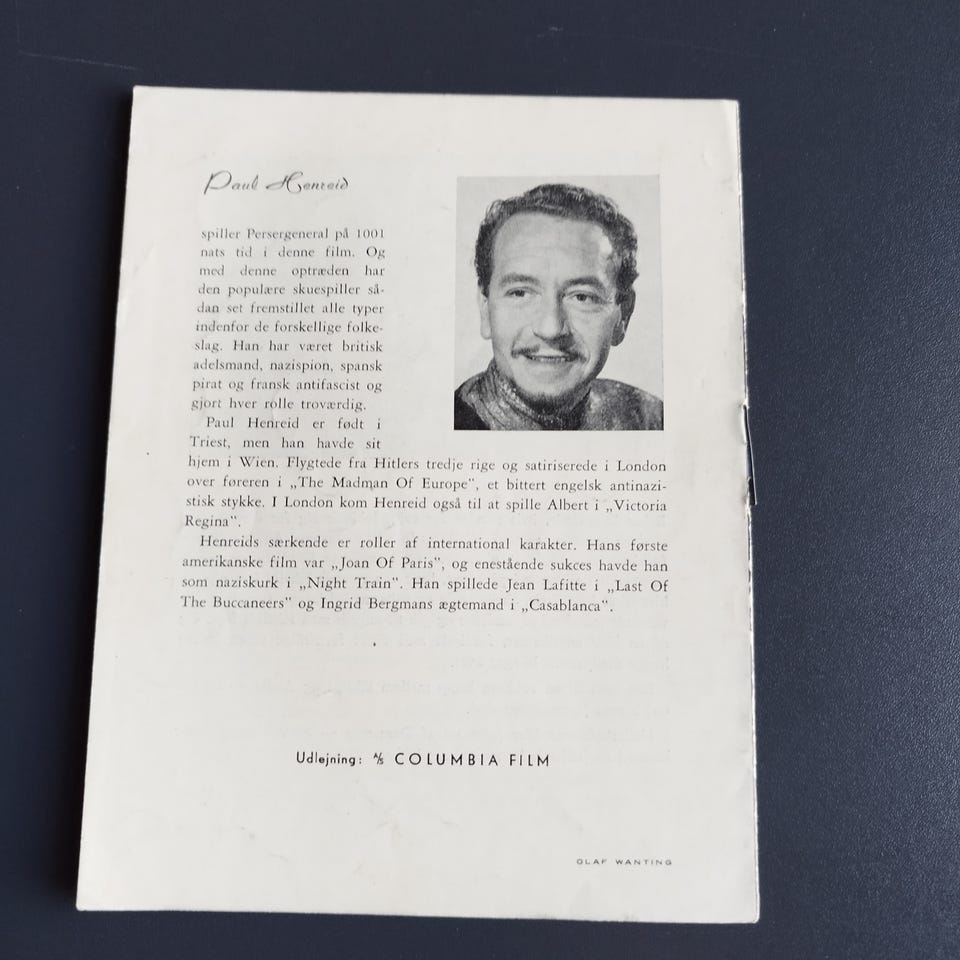 Paul Henreid
spiller Persergeneral på 1001
nats tid i denne film. Og
med denne optræden har
den populære skuespiller så-
dan set fremstillet alle typer
indenfor de forskellige folke-
slag. Han har været britisk
adelsmand, nazispion, spansk
pirat og fransk antifascist og
gjort hver rolle troværdig.
Paul Henreid er født i
Triest, men han havde sit
hjem i Wien. Flygtede fra Hitlers tredje rige og satiriserede i London
over føreren i „The Madman Of Europe", et bittert engelsk antinazi-
stisk stykke. I London kom Henreid også til at spille Albert i „Victoria
Regina".
Henreids særkende er roller af international karakter. Hans første
amerikanske film var „Joan Of Paris", og enestående sukces havde han
som naziskurk i „Night Train". Han spillede Jean Lafitte i „Last Of
The Buccaneers" og Ingrid Bergmans ægtemand i „Casablanca".
Udlejning: A/S COLUMBIA FILM
OLAF WANTING